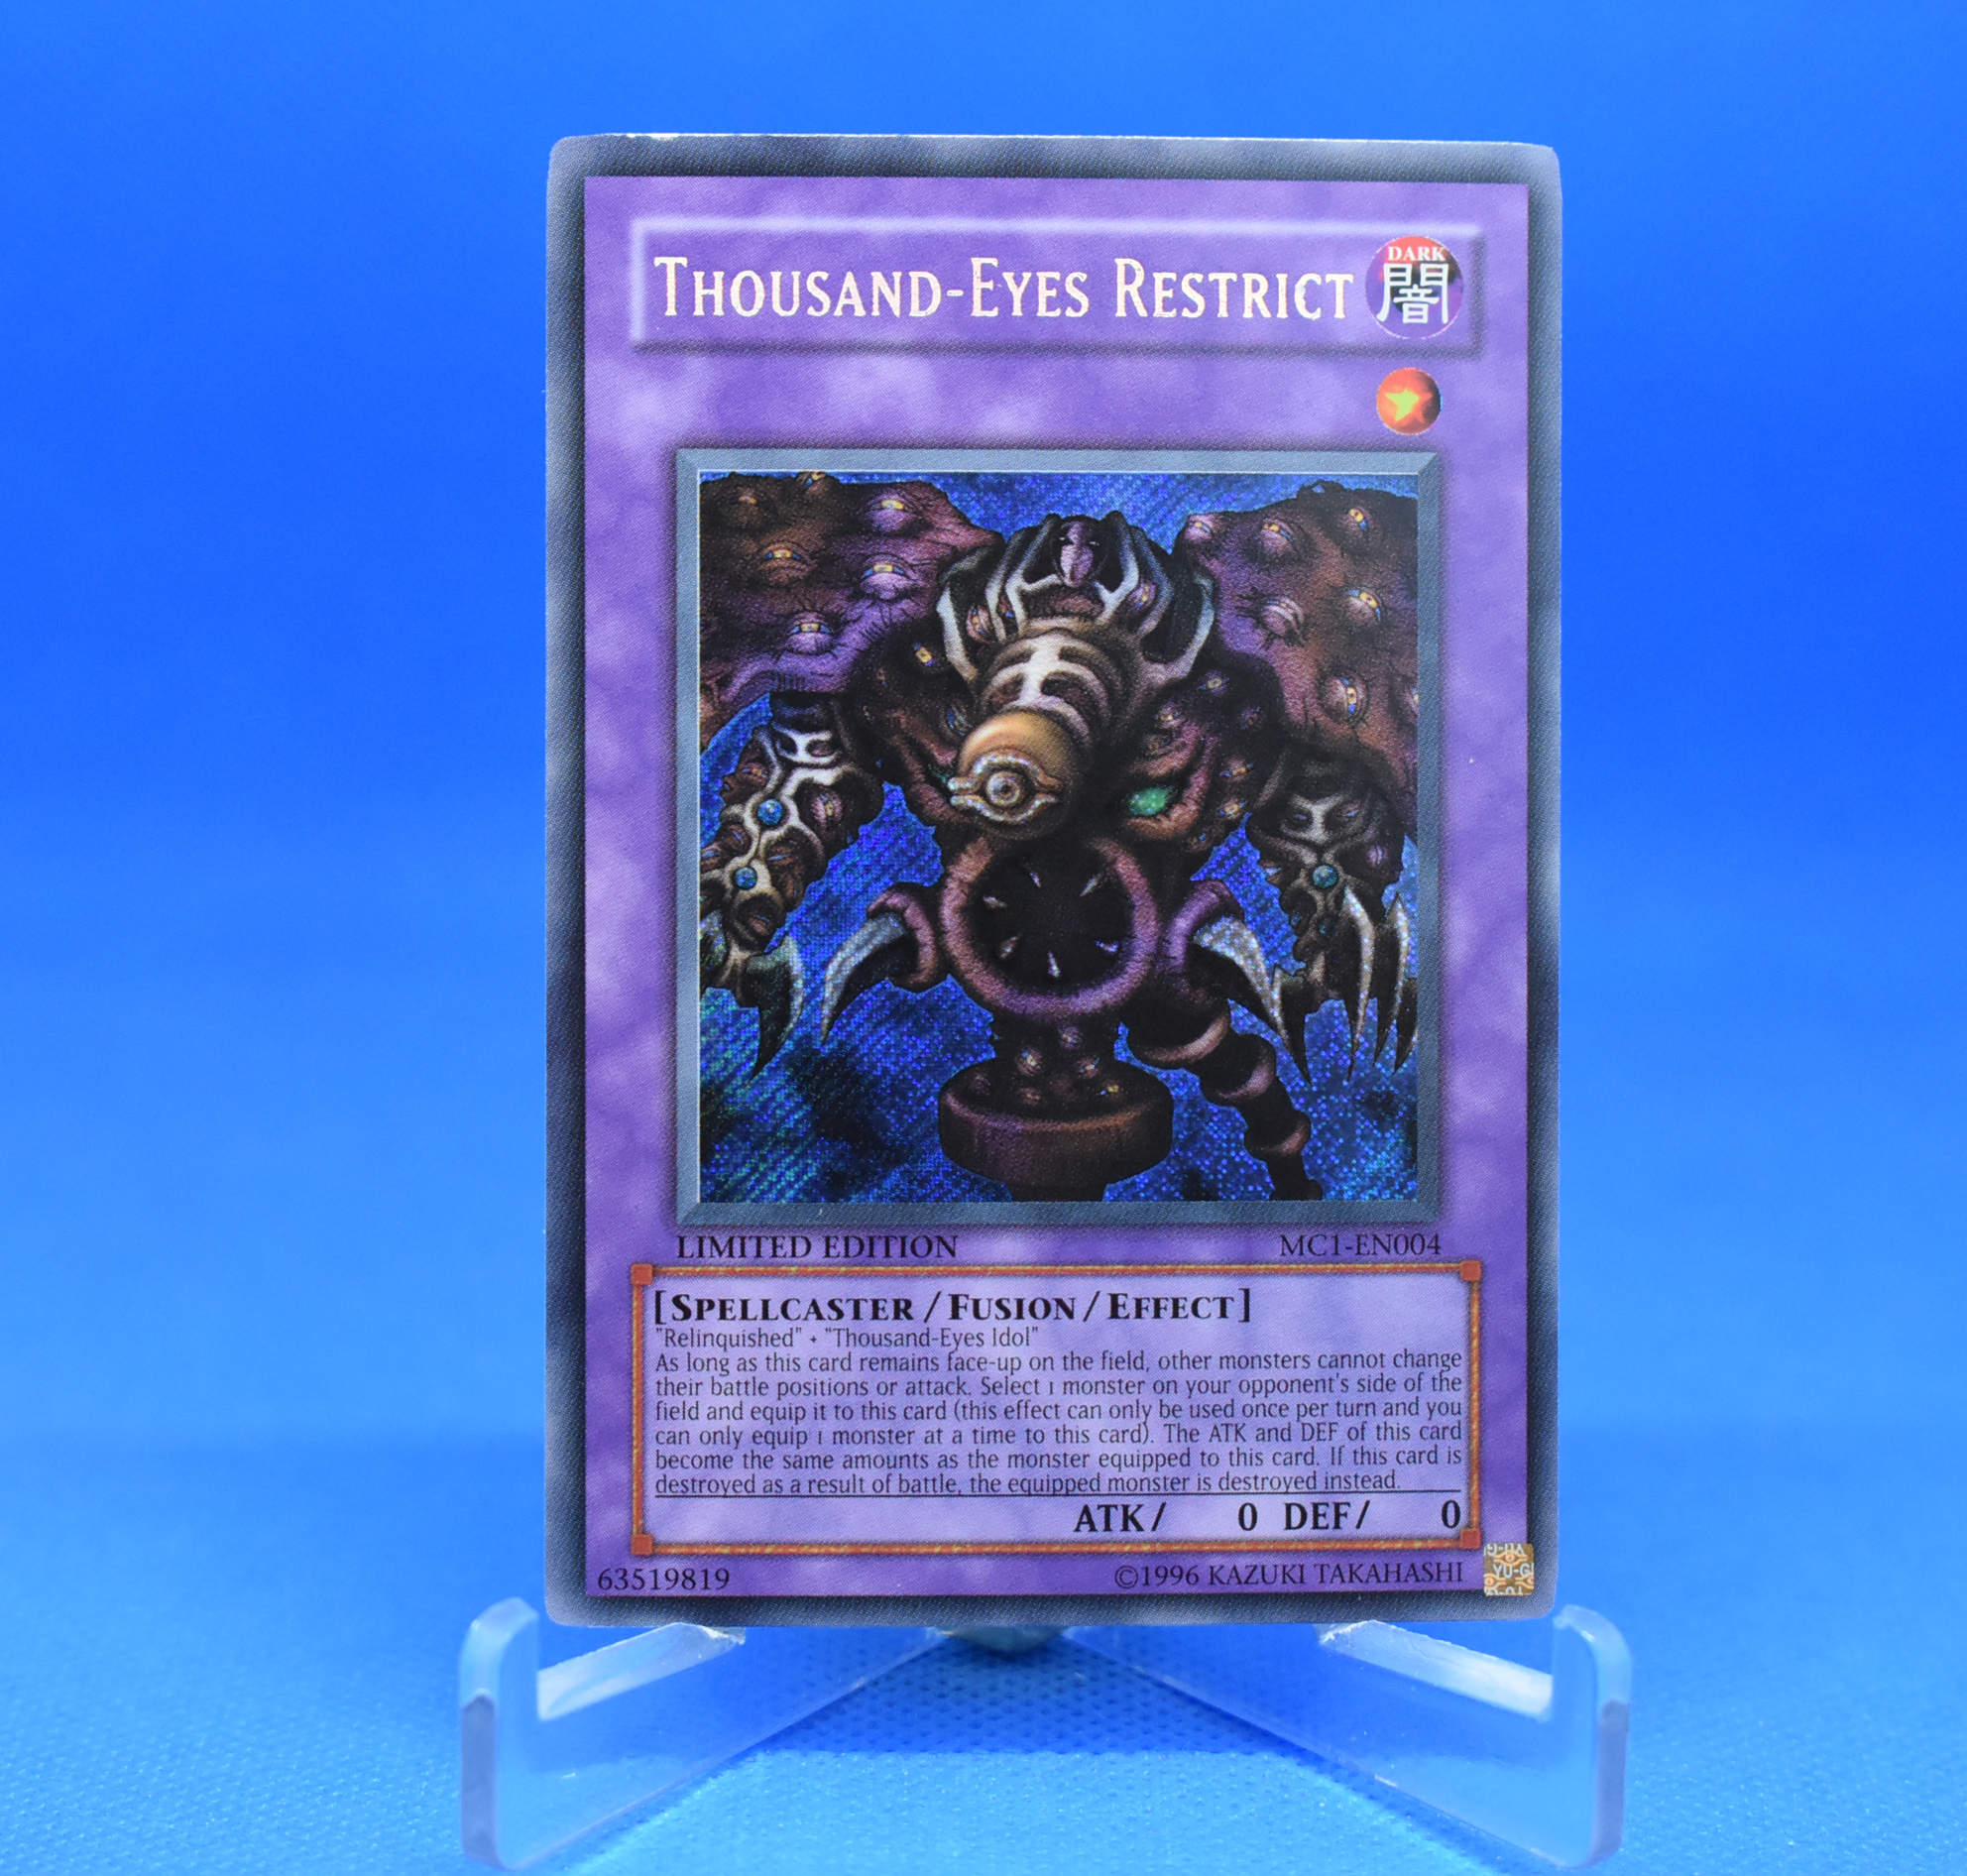 THOUSAND-EYES RESTRICT
DARK
闇
LIMITED EDITION MC1-EN004
[SPELLCASTER / FUSION / EFFECT]
"Relinquished" + "Thousand-Eyes Idol"
As long as this card remains face-up on the field, other monsters cannot change
their battle positions or attack. Select 1 monster on your opponent's side of the
field and equip it to this card (this effect can only be used once per turn and you
can only equip 1 monster at a time to this card). The ATK and DEF of this card
become the same amounts as the monster equipped to this card. If this card is
destroyed as a result of battle, the equipped monster is destroyed instead.
ATK/ 0 DEF/ 0
63519819 ©1996 KAZUKI TAKAHASHI